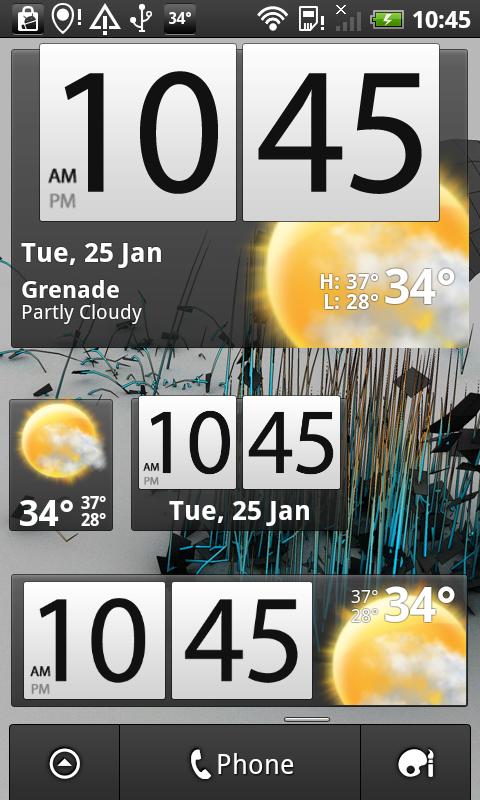 34° 10:45
10 45
AM
PM
Tue, 25 Jan
Grenade
Partly Cloudy
H: 37°
L: 28°
34°
34° 37°
28°
10 45
AM
PM
Tue, 25 Jan
10 45
AM
PM
37°
28°
34°
Phone